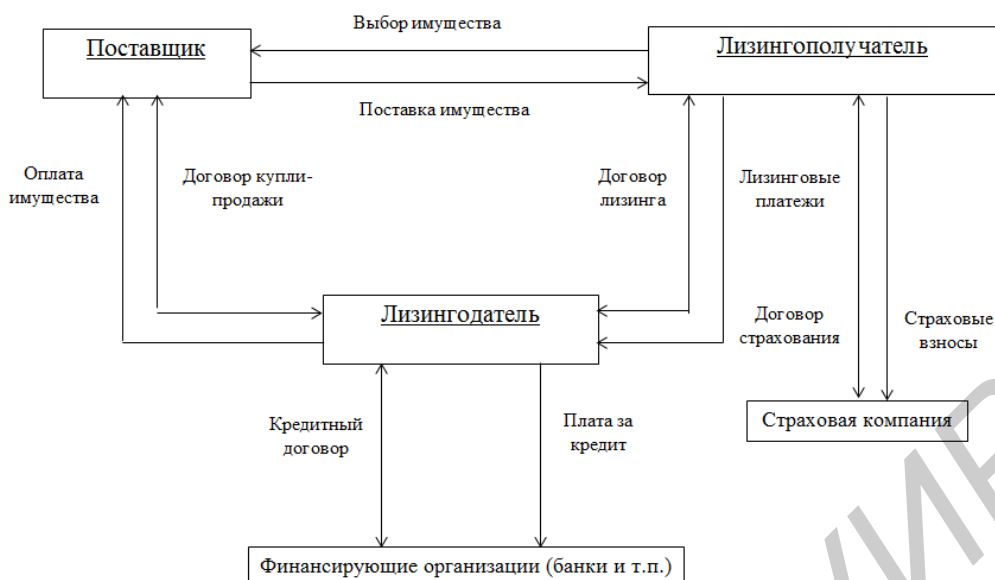 Выбор имущества
Поставщик
Лизингополучатель
Поставка имущества
Оплата
имущества
Договор купли-
продажи
Договор
лизинга
Лизинговые
платежи
Лизингодатель
Договор
страхования
Страховые
взносы
Кредитный
договор
Плата за
кредит
Страховая компания
Финансирующие организации (банки и т.п.)